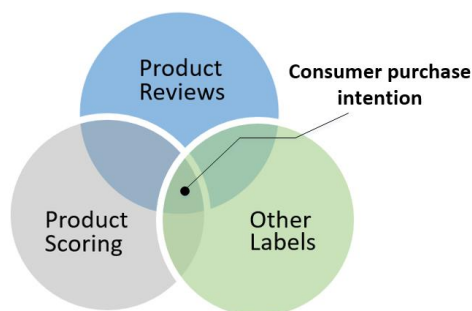 Product
Reviews
Consumer purchase
intention
Product
Scoring
Other
Labels